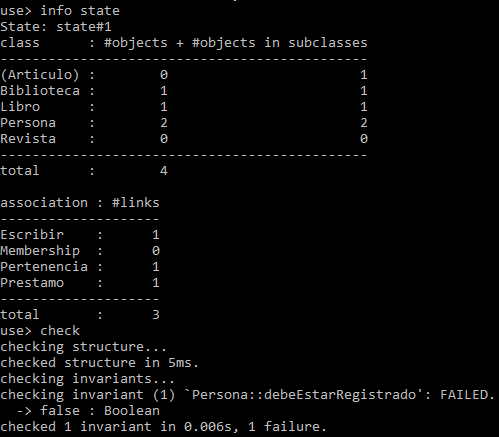 use> info state
State: state#1
class      : #objects + #objects in subclasses
----------------------------------------------
(Articulo) :        0                        1
Biblioteca :        1                        1
Libro      :        1                        1
Persona    :        2                        2
Revista    :        0                        0
----------------------------------------------
total      :        4

association : #links
--------------------
Escribir    :      1
Membership  :      0
Pertenencia :      1
Prestamo    :      1
--------------------
total       :      3
use> check
checking structure...
checked structure in 5ms.
checking invariants...
checking invariant (1) `Persona::debeEstarRegistrado': FAILED.
  -> false : Boolean
checked 1 invariant in 0.006s, 1 failure.